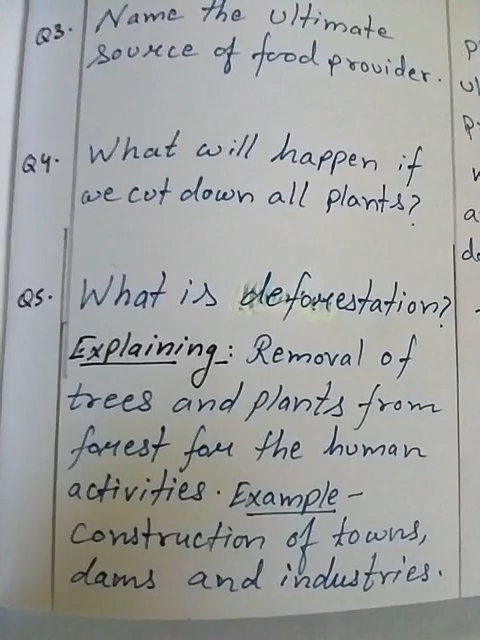 Q3. Name the ultimate
source of food provider.
Q4. What will happen if
we cut down all plants?
Q5. What is deforestation?
Explaining: Removal of
trees and plants from
forest for the human
activities. Example -
construction of towns,
dams and industries.